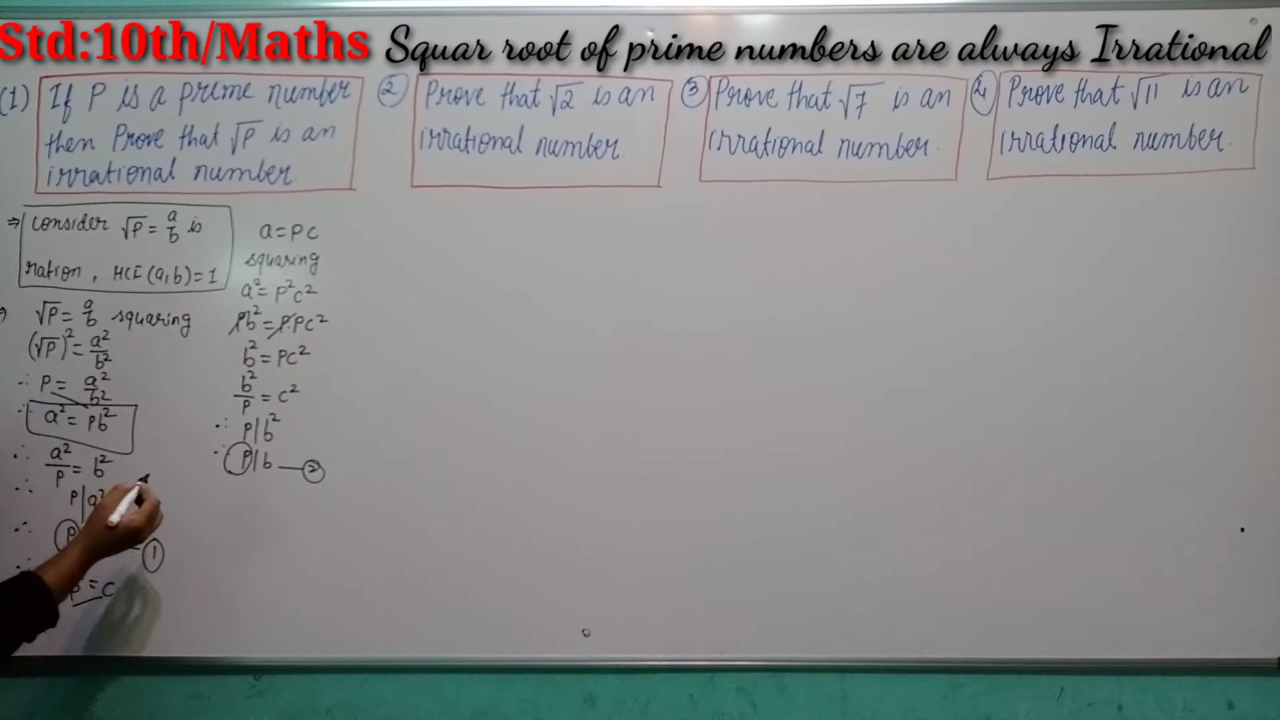 Std:10th/Maths Squar root of prime numbers are always Irrational
(1) If P is a prime number
then Prove that √P is an
irrational number.
② Prove that √2 is an
irrational number.
③ Prove that √7 is an
irrational number.
④ Prove that √11 is an
irrational number.
⇒ consider √P = a/b is
ration, HCF(a,b)=1
⇒ √P = a/b squaring
(√P)² = a²/b²
∴ P = a²/b²
∴ a² = Pb²
∴ a²/P = b²
∴ P|a²
∴ P
①
∴
= C
a = PC
squaring
a² = P²C²
Pb² = P·PC²
b² = PC²
b²/P = C²
∴ P|b²
∴ P|b — ②